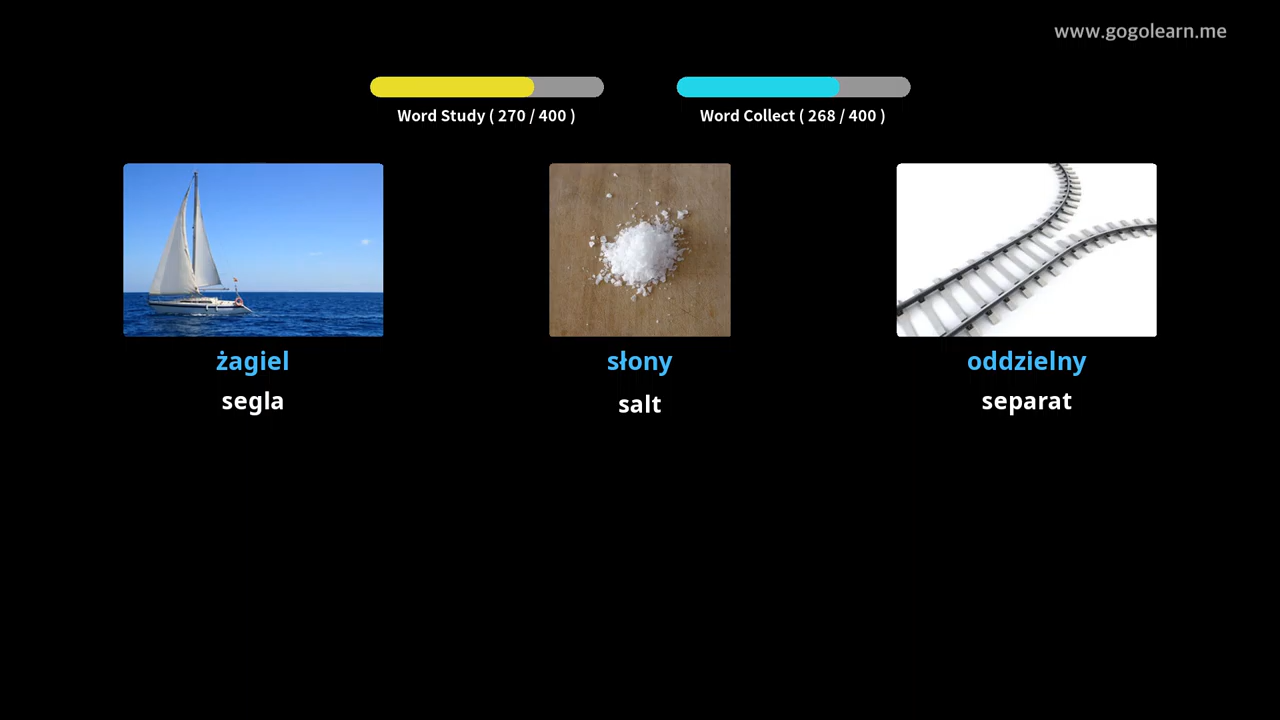 www.gogolearn.me
Word Study ( 270 / 400 )
Word Collect ( 268 / 400 )
żagiel
słony
oddzielny
segla
salt
separat